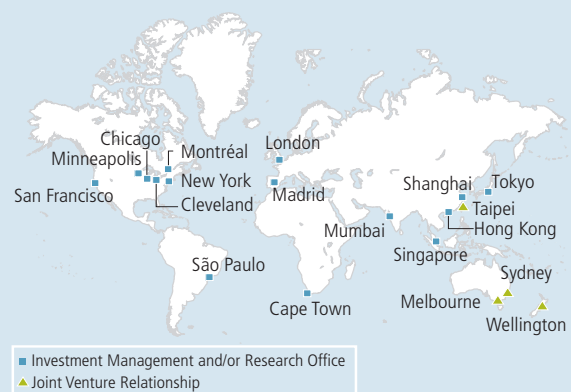 Chicago
Minneapolis
Montréal
London
San Francisco
New York
Cleveland
Madrid
Shanghai
Tokyo
Taipei
Hong Kong
Mumbai
Singapore
São Paulo
Cape Town
Sydney
Melbourne
Wellington
Investment Management and/or Research Office
Joint Venture Relationship